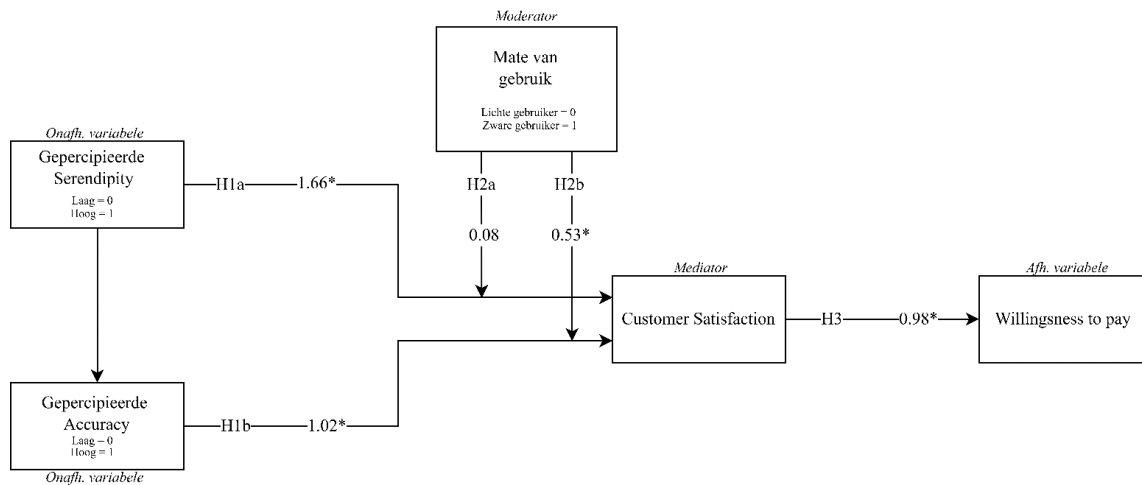 Moderator
Mate van
gebruik
Lichte gebruiker = 0
Zware gebruiker = 1
Onafh. variabele
Gepercipieerde
Serendipity
Laag = 0
Hoog = 1
H1a
1.66*
H2a
H2b
0.08
0.53*
Mediator
Customer Satisfaction
H3
0.98*
Afh. variabele
Willingsness to pay
Gepercipieerde
Accuracy
Laag = 0
Hoog = 1
Onafh. variabele
H1b
1.02*